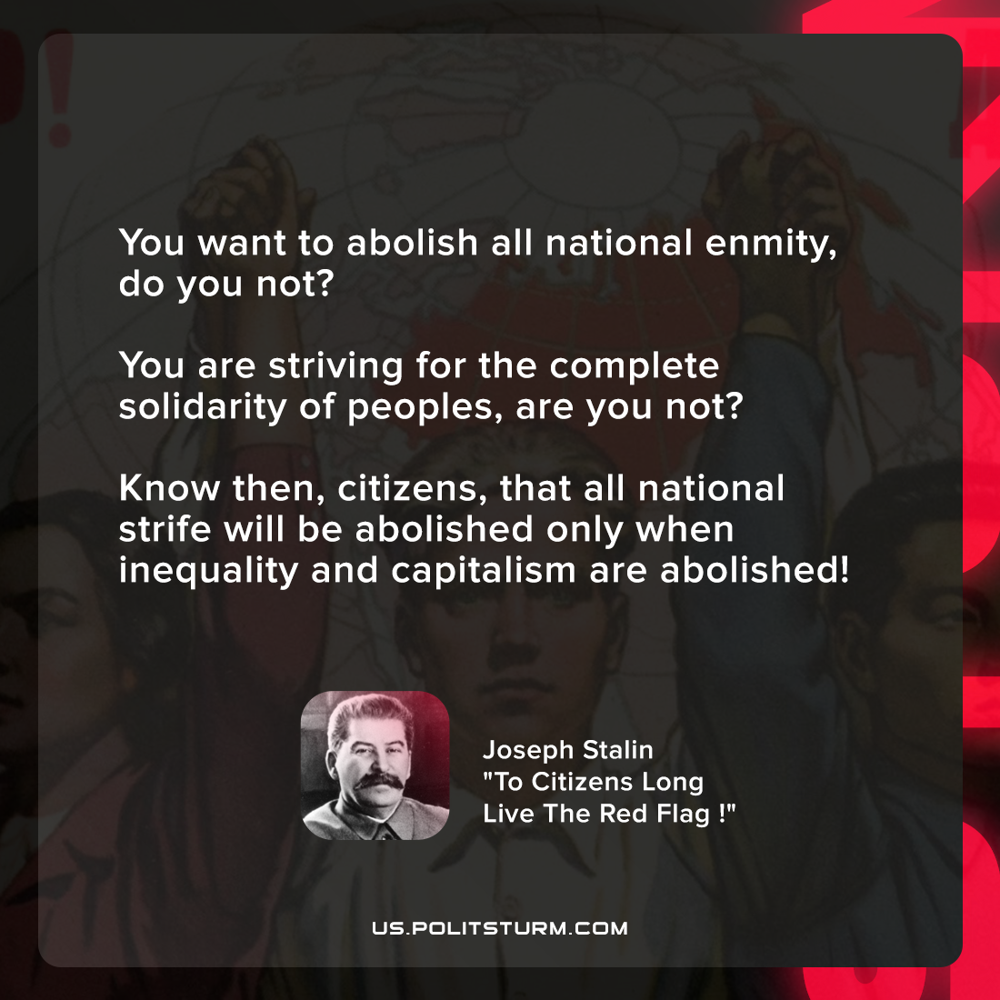 !
You want to abolish all national enmity,
do you not?
You are striving for the complete
solidarity of peoples, are you not?
Know then, citizens, that all national
strife will be abolished only when
inequality and capitalism are abolished!
Joseph Stalin
"To Citizens Long
Live The Red Flag !"
US.POLITSTURM.COM